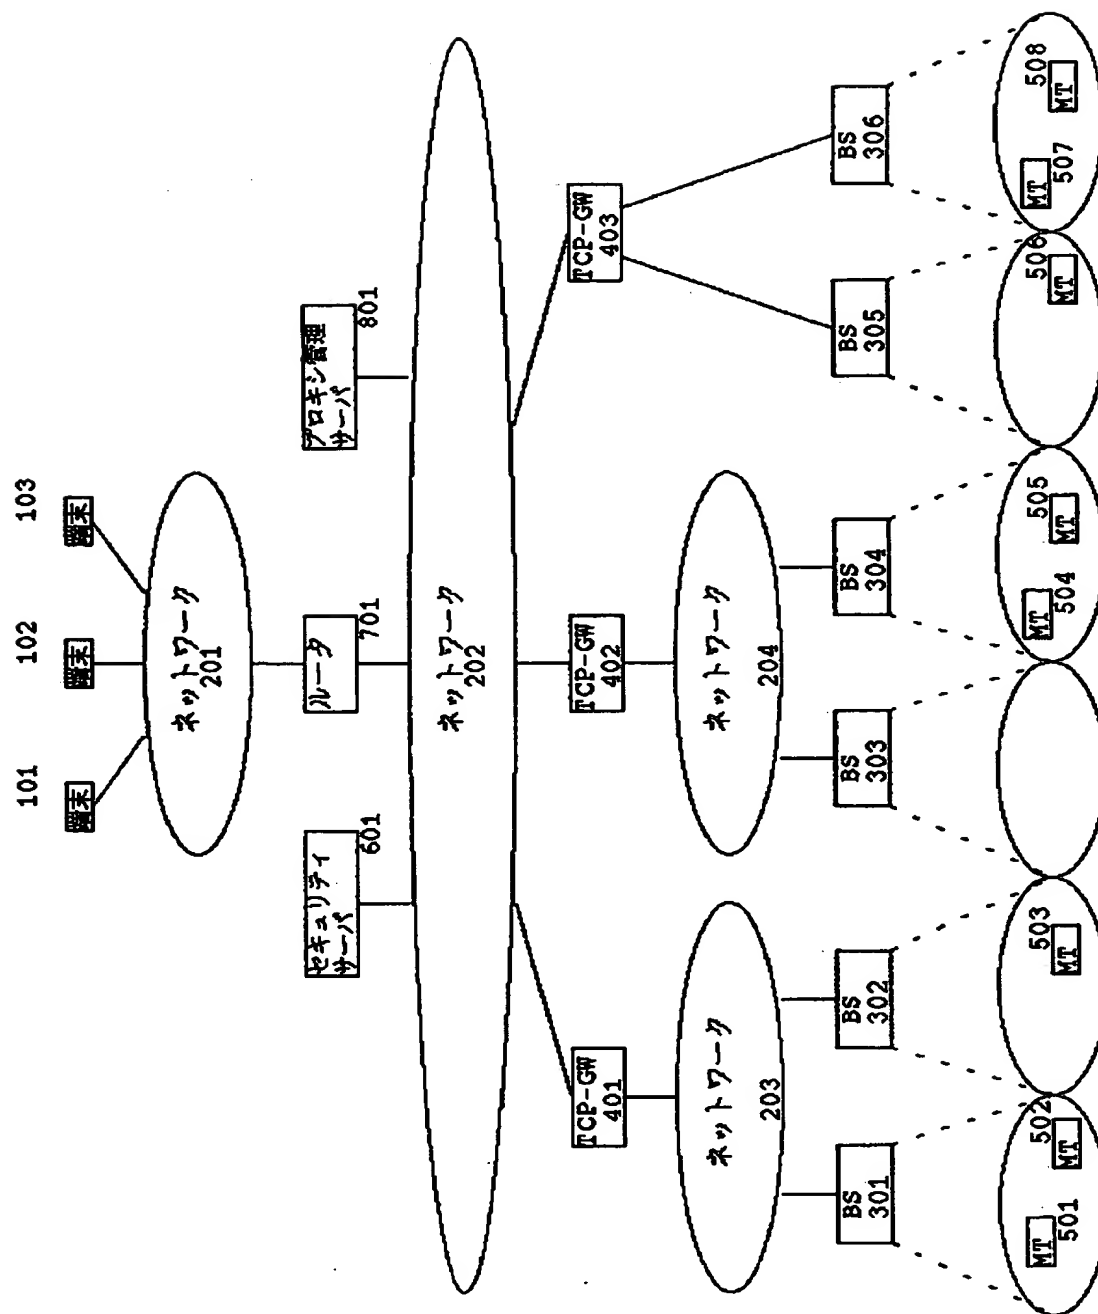 101
102
103
端末
端末
端末
ネットワーク
201
セキュリティ
サーバ
601
ルータ
701
プロキシ管理
サーバ
801
ネットワーク
202
TCP-GW
401
TCP-GW
402
TCP-GW
403
ネットワーク
203
ネットワーク
204
BS
301
BS
302
BS
303
BS
304
BS
305
BS
306
MT
501
502
MT
503
MT
MT
504
505
MT
506
MT
MT
507
508
MT